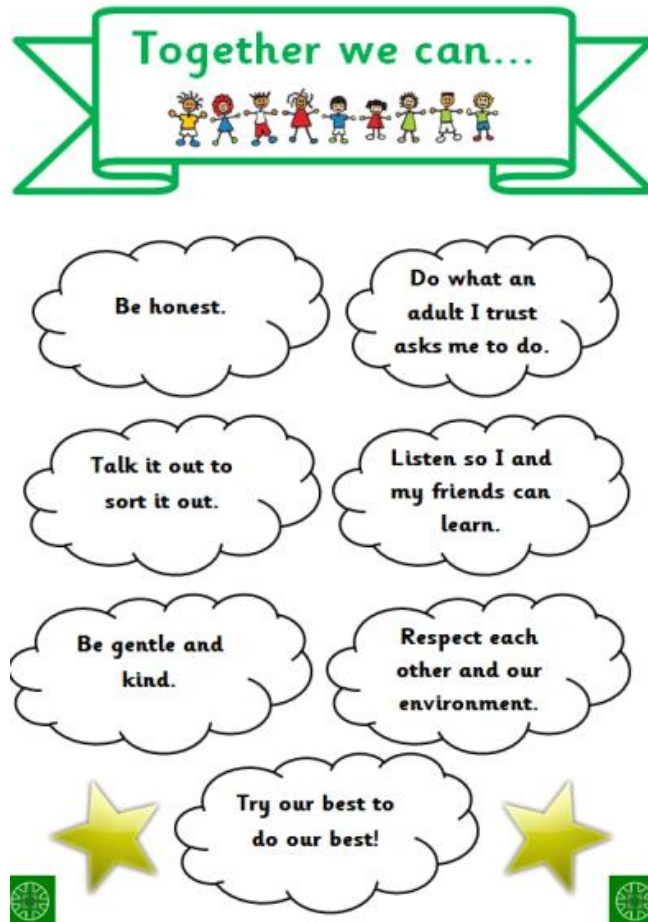 Together we can...
Be honest.
Do what an
adult I trust
asks me to do.
Talk it out to
sort it out.
Listen so I and
my friends can
learn.
Be gentle and
kind.
Respect each
other and our
environment.
Try our best to
do our best!